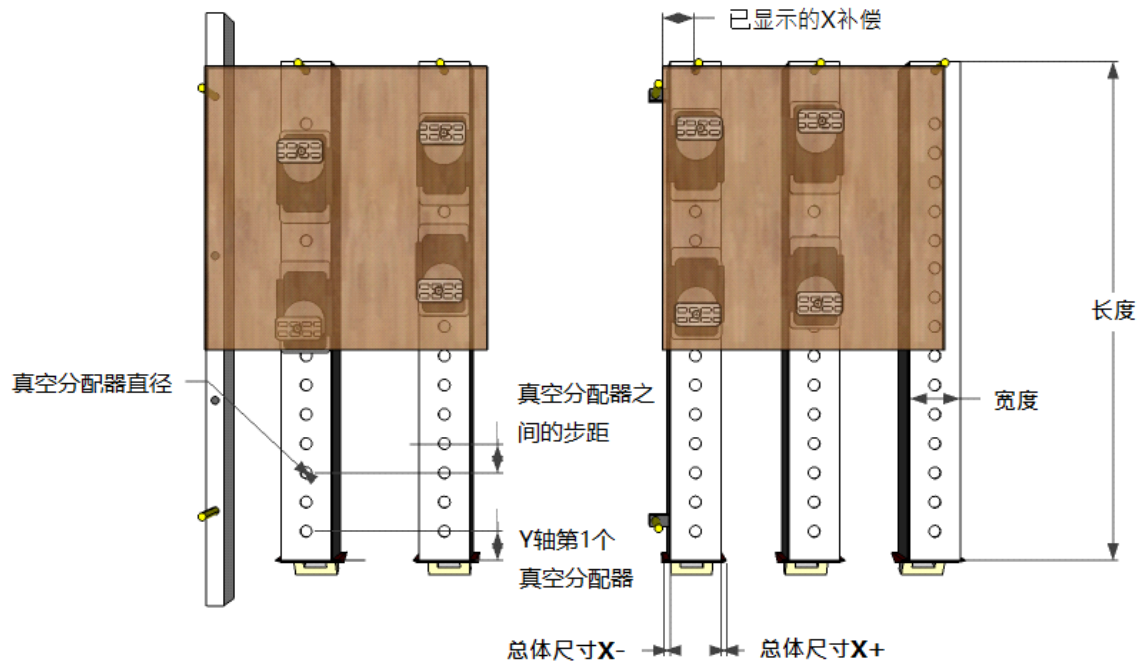 已显示的X补偿
长度
真空分配器直径
真空分配器之
间的步距
宽度
Y轴第1个
真空分配器
总体尺寸X-
总体尺寸X+